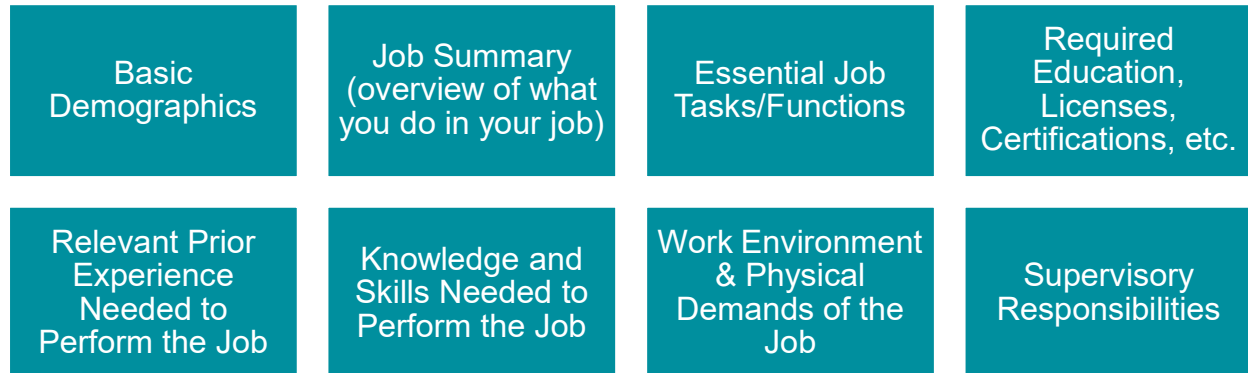 Basic
Demographics
Job Summary
(overview of what
you do in your job)
Essential Job
Tasks/Functions
Required
Education,
Licenses,
Certifications, etc.
Relevant Prior
Experience
Needed to
Perform the Job
Knowledge and
Skills Needed to
Perform the Job
Work Environment
& Physical
Demands of the
Job
Supervisory
Responsibilities